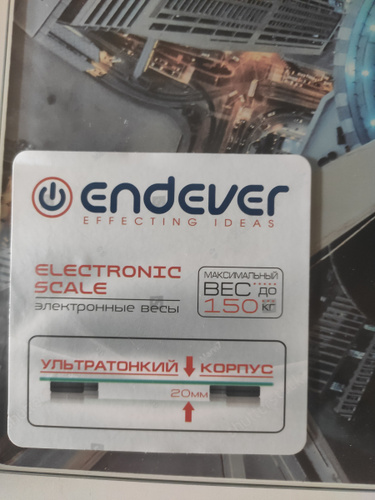 endever
EFFECTING IDEAS
ELECTRONIC
SCALE
электронные весы
МАКСИМАЛЬНЫЙ
ВЕС ДО
150 КГ
УЛЬТРАТОНКИЙ КОРПУС
20мм